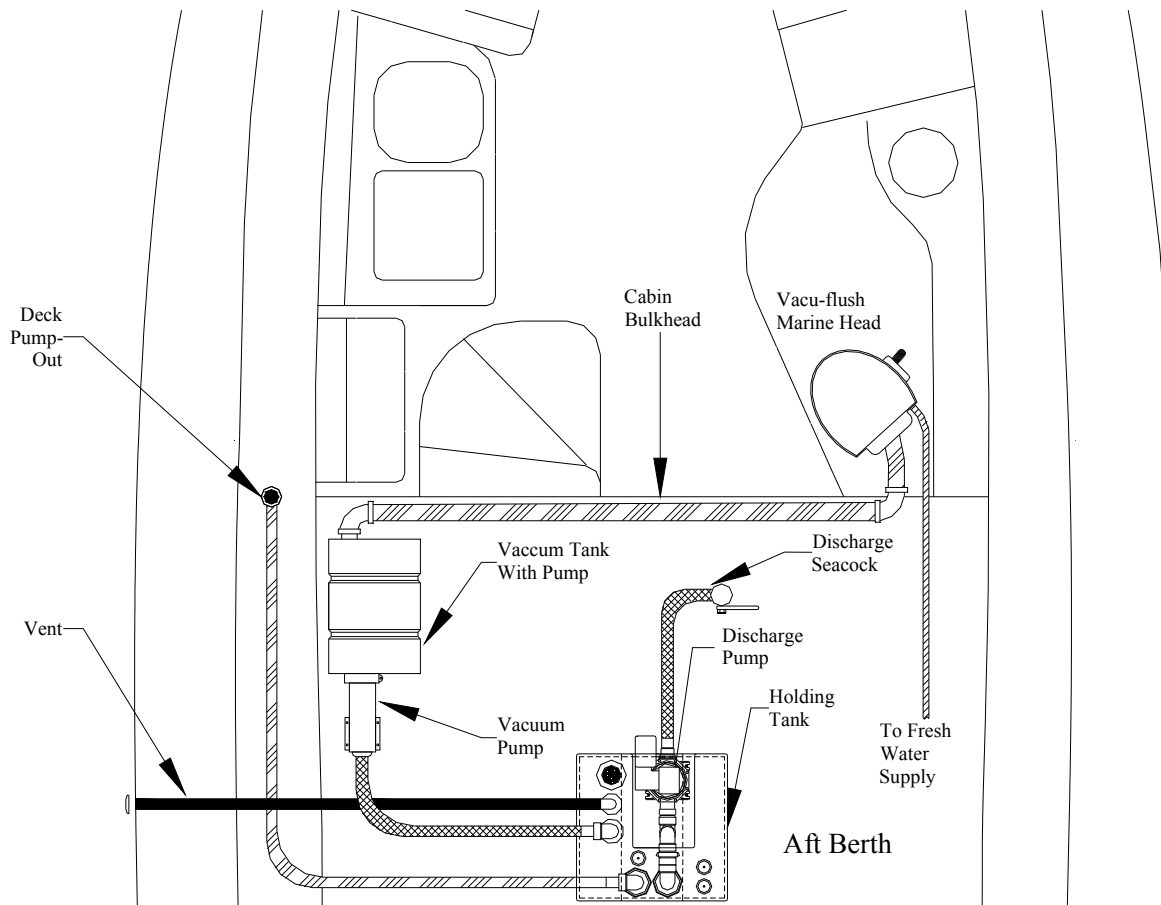 Cabin
Bulkhead
Vacu-flush
Marine Head
Deck
Pump-
Out
Vaccum Tank
With Pump
Discharge
Seacock
Vent
Discharge
Pump
Holding
Tank
Vacuum
Pump
To Fresh
Water
Supply
Aft Berth